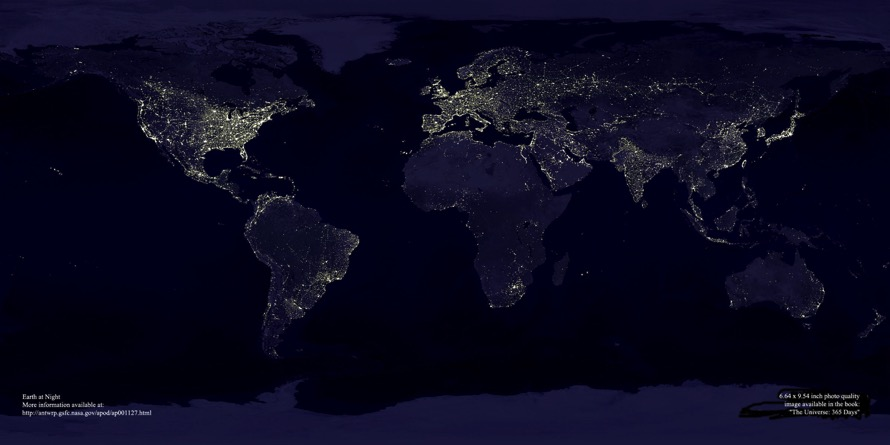 Earth at Night
More information available at:
http://antwrp.gsfc.nasa.gov/apod/ap001127.html
6.64 x 9.54 inch photo quality
image available in the book:
"The Universe: 365 Days"